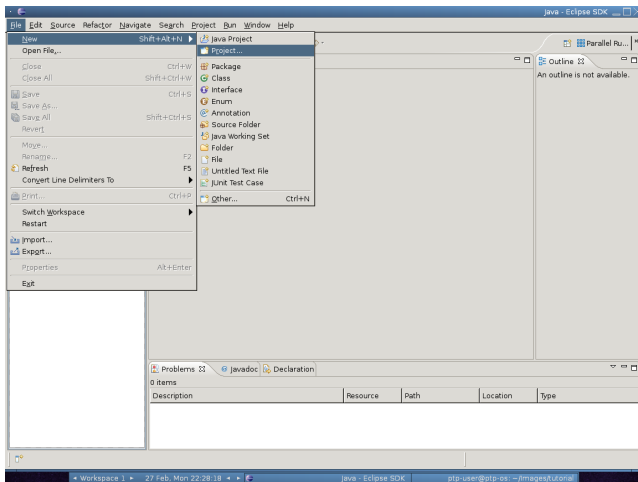 Java - Eclipse SDK
File Edit Source Refactor Navigate Search Project Run Window Help
New Shift+Alt+N
Open File...
Close Ctrl+W
Close All Shift+Ctrl+W
Save Ctrl+S
Save As...
Save All Shift+Ctrl+S
Revert
Move...
Rename... F2
Refresh F5
Convert Line Delimiters To
Print... Ctrl+P
Switch Workspace
Restart
Import...
Export...
Properties Alt+Enter
Exit
Java Project
Project...
Package
Class
Interface
Enum
Annotation
Source Folder
Java Working Set
Folder
File
Untitled Text File
JUnit Test Case
Other... Ctrl+N
Parallel Ru...
Outline
An outline is not available.
Problems Javadoc Declaration
0 items
Description Resource Path Location Type
Workspace 1 27 Feb, Mon 22:28:18 Java - Eclipse SDK ptp-user@ptp-os: ~/Images/tutorial